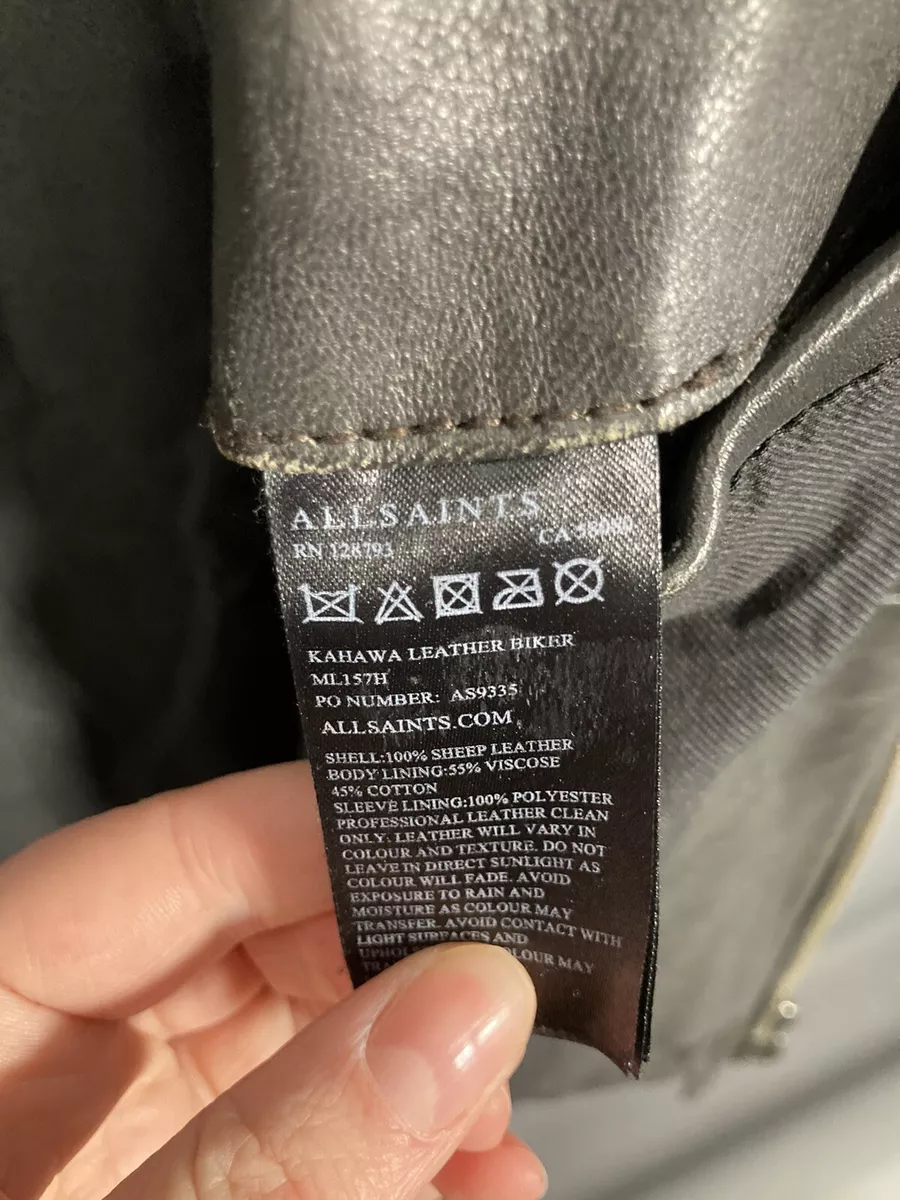 ALLSAINTS
RN 128793 CA
KAHAWA LEATHER BIKER
ML157H
PO NUMBER: AS9335
ALLSAINTS.COM
SHELL:100% SHEEP LEATHER
BODY LINING:55% VISCOSE
45% COTTON
SLEEVE LINING:100% POLYESTER
PROFESSIONAL LEATHER CLEAN
ONLY. LEATHER WILL VARY IN
COLOUR AND TEXTURE. DO NOT
LEAVE IN DIRECT SUNLIGHT AS
COLOUR WILL FADE. AVOID
EXPOSURE TO RAIN AND
MOISTURE AS COLOUR MAY
TRANSFER. AVOID CONTACT WITH
LIGHT SURFACES AND
MAY